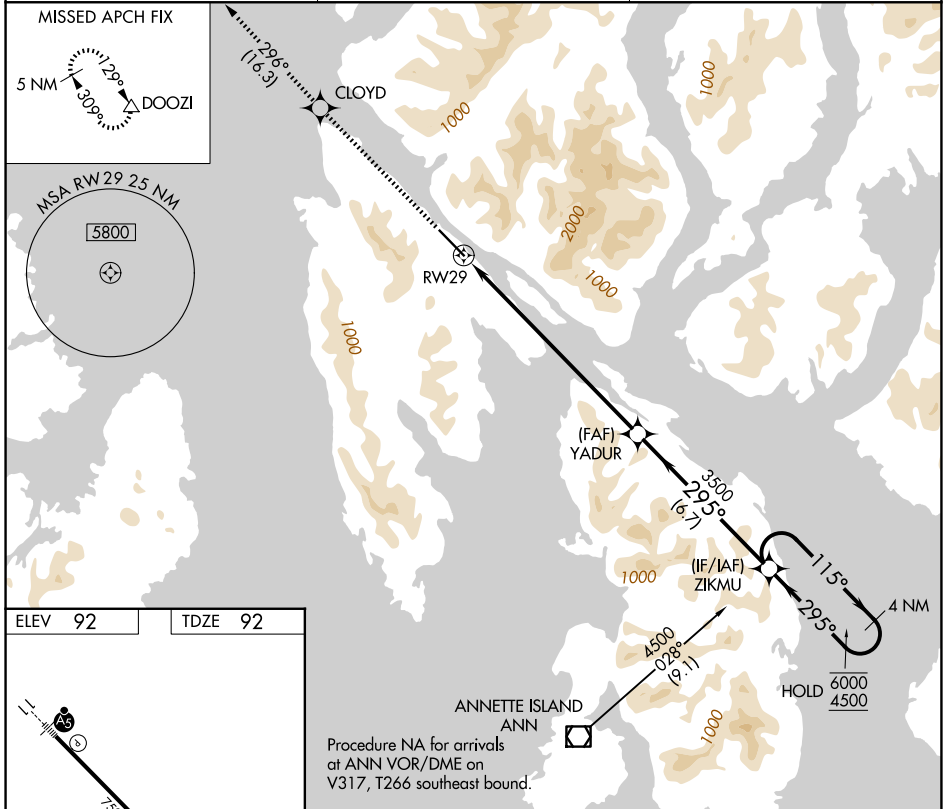 MISSED APCH FIX
5 NM
129°
309°
DOOZI
296°
(16.3)
CLOYD
1000
1000
MSA RW29 25 NM
5800
2000
1000
RW29
1000
(FAF)
YADUR
3500
295°
(6.7)
(IF/IAF)
ZIKMU
1000
115°
295°
4 NM
HOLD
6000
4500
4500
028°
(9.1)
ANNETTE ISLAND
ANN
1000
Procedure NA for arrivals
at ANN VOR/DME on
V317, T266 southeast bound.
ELEV 92
TDZE 92
A5
P